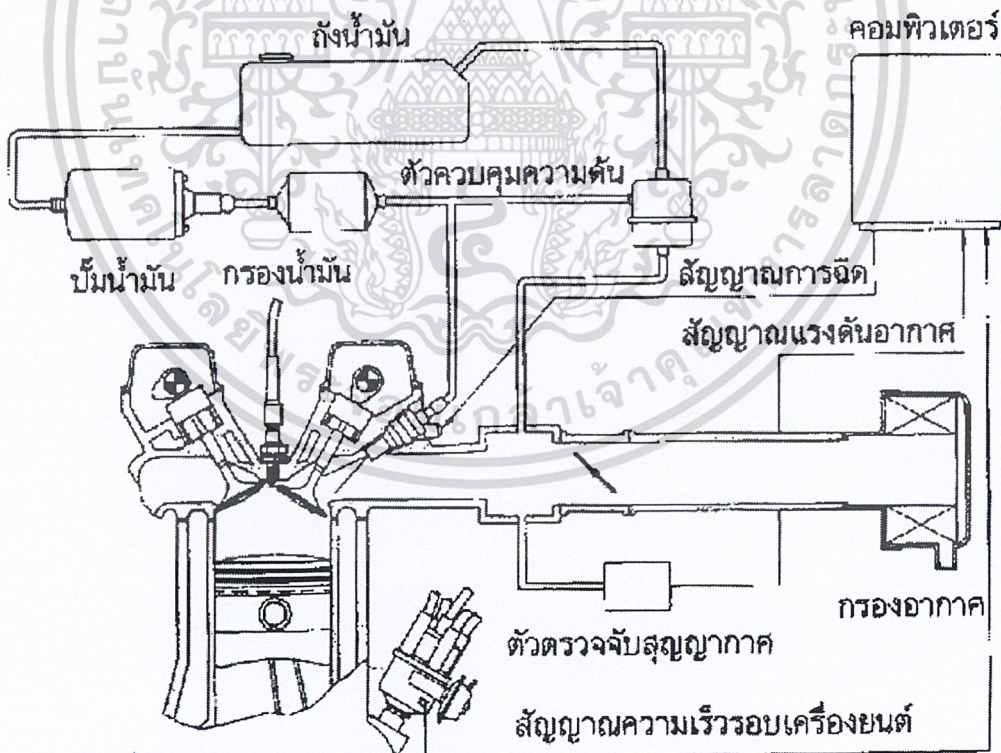 ถังน้ำมัน
คอมพิวเตอร์
ตัวควบคุมความดัน
ปั๊มน้ำมัน
กรองน้ำมัน
สัญญาณการฉีด
สัญญาณแรงดันอากาศ
กรองอากาศ
ตัวตรวจจับสุญญากาศ
สัญญาณความเร็วรอบเครื่องยนต์